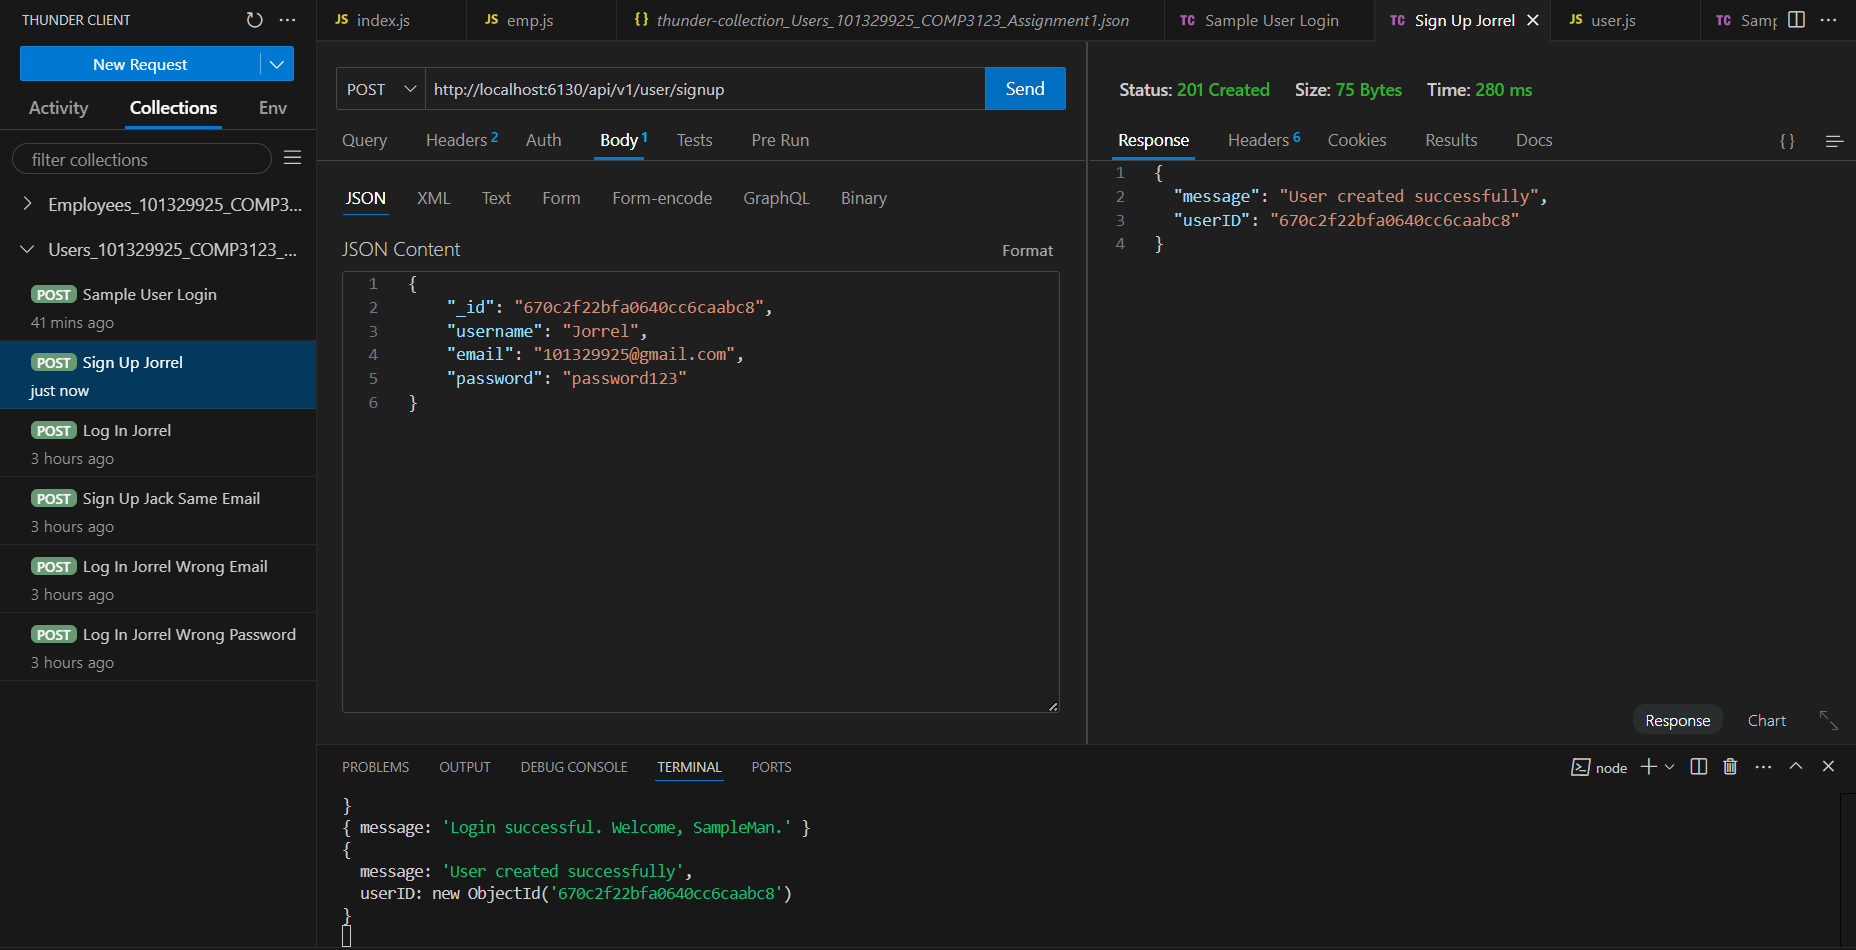 THUNDER CLIENT
New Request
Activity Collections Env
filter collections
Employees_101329925_COMP3...
Users_101329925_COMP3123_...
POST Sample User Login
41 mins ago
POST Sign Up Jorrel
just now
POST Log In Jorrel
3 hours ago
POST Sign Up Jack Same Email
3 hours ago
POST Log In Jorrel Wrong Email
3 hours ago
POST Log In Jorrel Wrong Password
3 hours ago
JS index.js JS emp.js {} thunder-collection_Users_101329925_COMP3123_Assignment1.json TC Sample User Login TC Sign Up Jorrel JS user.js TC Samp
POST http://localhost:6130/api/v1/user/signup Send
Query Headers 2 Auth Body 1 Tests Pre Run
JSON XML Text Form Form-encode GraphQL Binary
JSON Content Format
1 {
2 "_id": "670c2f22bfa0640cc6caabc8",
3 "username": "Jorrel",
4 "email": "101329925@gmail.com",
5 "password": "password123"
6 }
Status: 201 Created Size: 75 Bytes Time: 280 ms
Response Headers 6 Cookies Results Docs {}
1 {
2 "message": "User created successfully",
3 "userID": "670c2f22bfa0640cc6caabc8"
4 }
Response Chart
PROBLEMS OUTPUT DEBUG CONSOLE TERMINAL PORTS node
}
{ message: 'Login successful. Welcome, SampleMan.' }
{
message: 'User created successfully',
userID: new ObjectId('670c2f22bfa0640cc6caabc8')
}